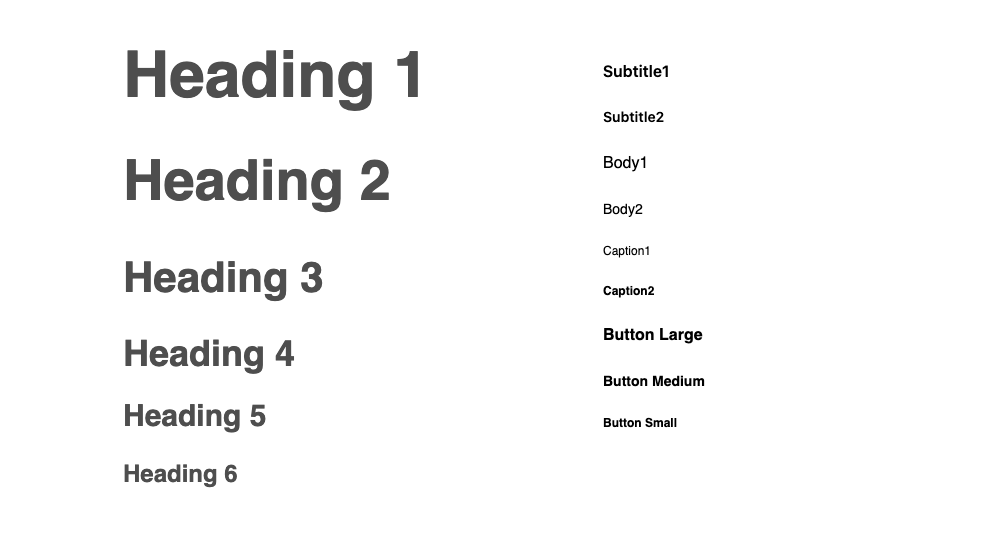 Heading 1
Heading 2
Heading 3
Heading 4
Heading 5
Heading 6
Subtitle1
Subtitle2
Body1
Body2
Caption1
Caption2
Button Large
Button Medium
Button Small